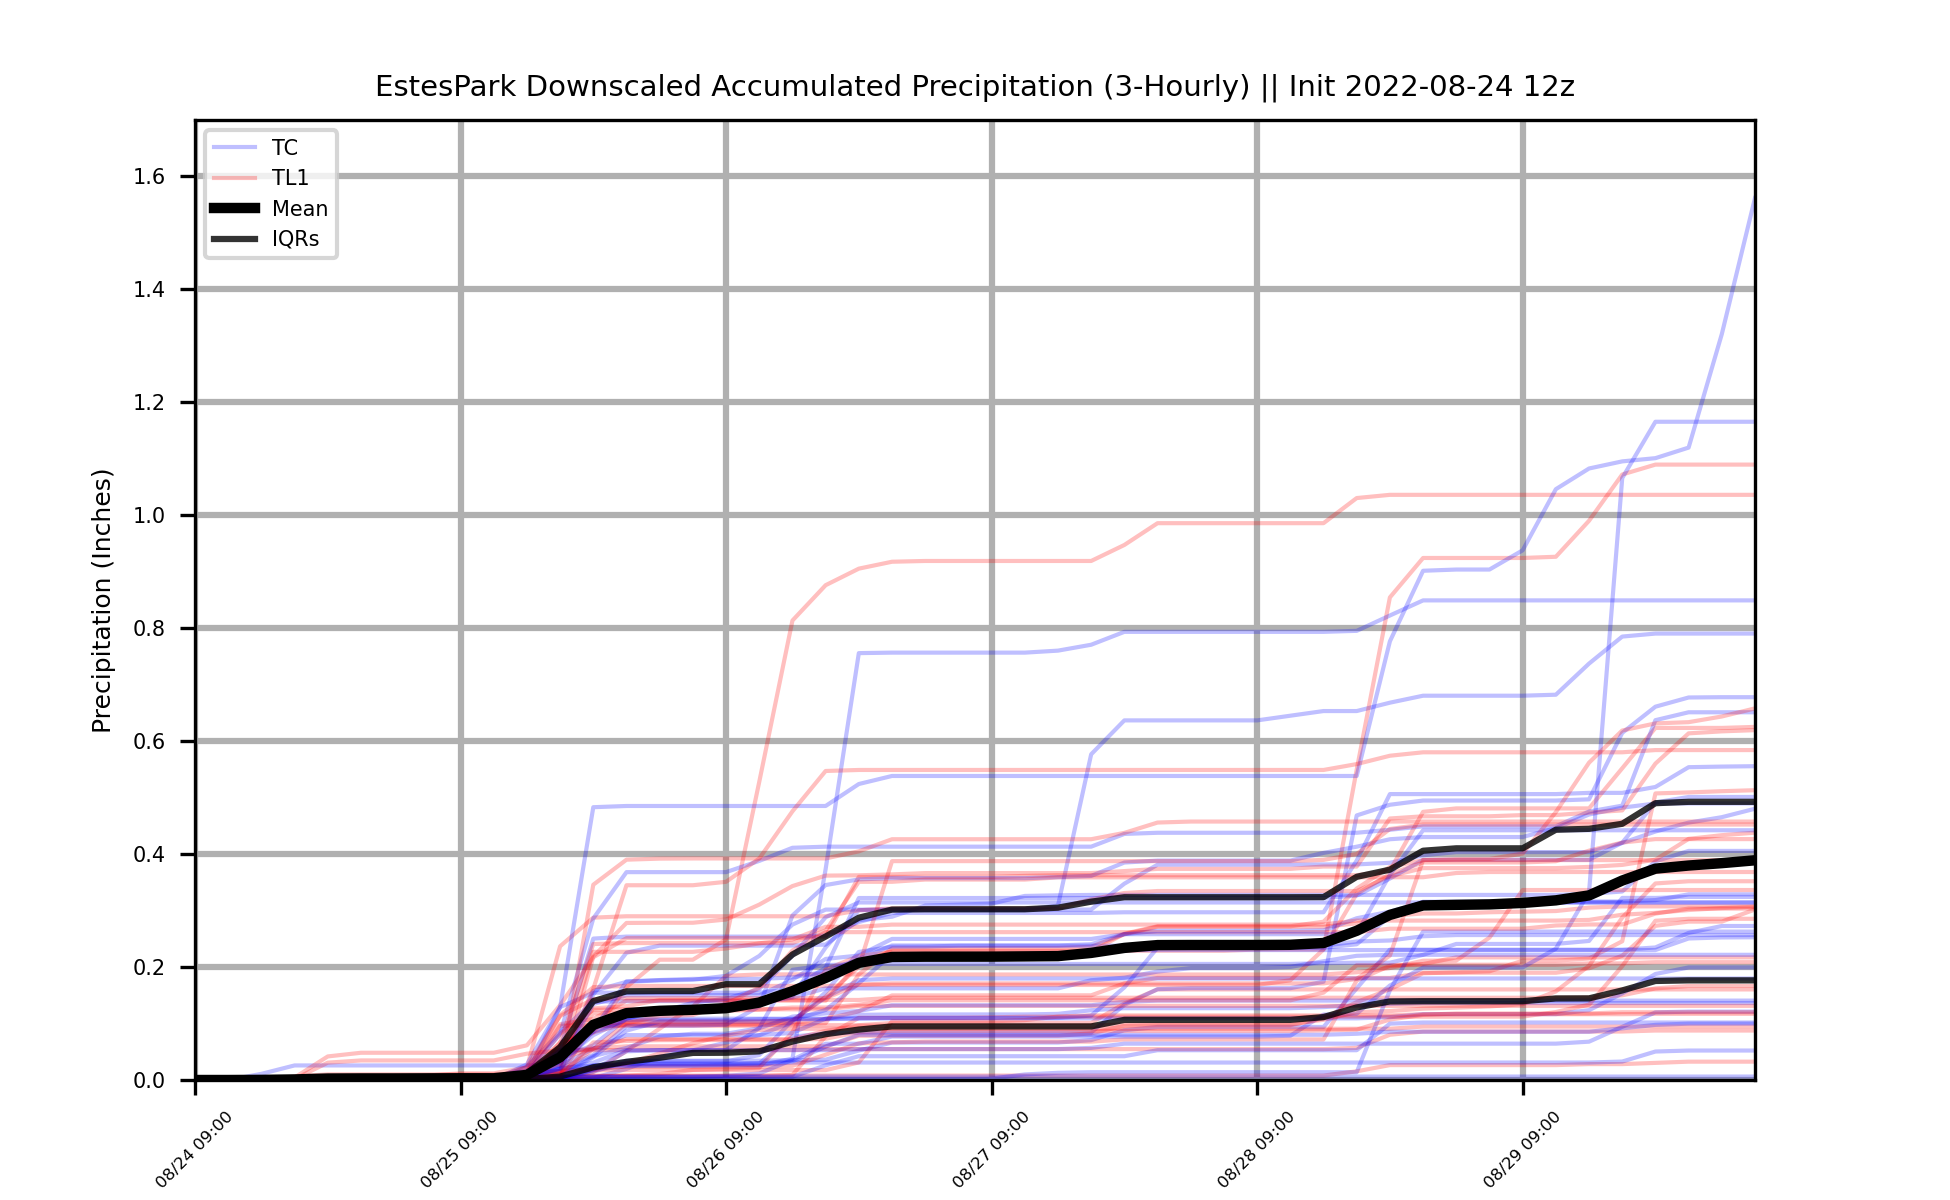 EstesPark Downscaled Accumulated Precipitation (3-Hourly) || Init 2022-08-24 12z
TC
TL1
Mean
IQRs
Precipitation (Inches)
1.6
1.4
1.2
1.0
0.8
0.6
0.4
0.2
0.0
08/24 09:00
08/25 09:00
08/26 09:00
08/27 09:00
08/28 09:00
08/29 09:00